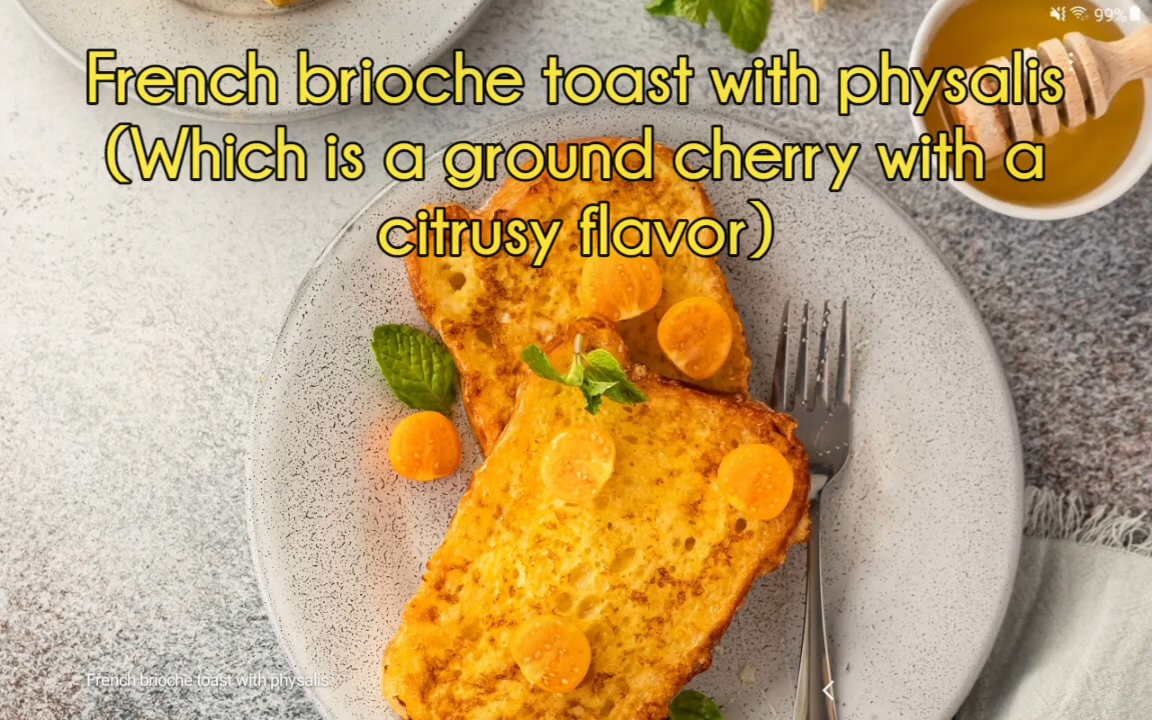 99%
French brioche toast with physalis
(Which is a ground cherry with a
citrusy flavor)
French brioche toast with physalis.